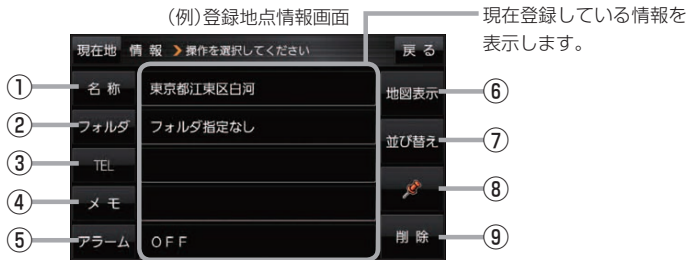 (例)登録地点情報画面
現在登録している情報を
表示します。
現在地 情 報 操作を選択してください 戻 る
① 名 称 東京都江東区白河 地図表示 ⑥
② フォルダ フォルダ指定なし 並び替え ⑦
③ TEL ⑧
④ メ モ
⑤ アラーム OFF 削 除 ⑨